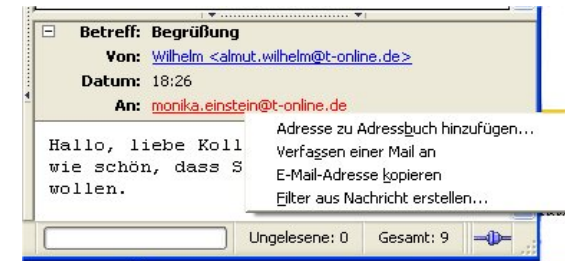 Betreff: Begrüßung
Von: Wilhelm <almut.wilhelm@t-online.de>
Datum: 18:26
An: monika.einstein@t-online.de
Adresse zu Adressbuch hinzufügen...
Verfassen einer Mail an
E-Mail-Adresse kopieren
Filter aus Nachricht erstellen...
Hallo, liebe Koll
wie schön, dass S
wollen.
Ungelesene: 0 Gesamt: 9